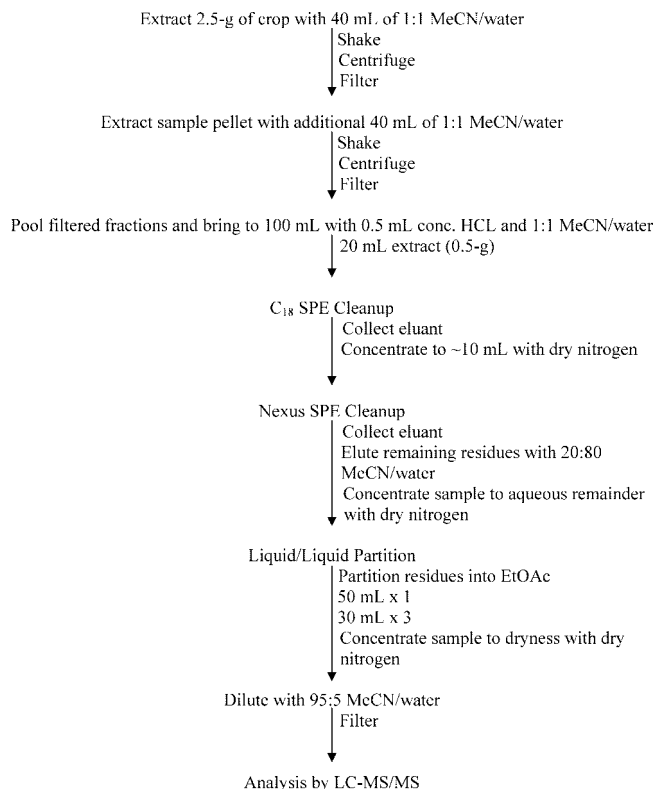 Extract 2.5-g of crop with 40 mL of 1:1 MeCN/water
Shake
Centrifuge
Filter
Extract sample pellet with additional 40 mL of 1:1 MeCN/water
Shake
Centrifuge
Filter
Pool filtered fractions and bring to 100 mL with 0.5 mL conc. HCL and 1:1 MeCN/water
20 mL extract (0.5-g)
C₁₈ SPE Cleanup
Collect eluant
Concentrate to ~10 mL with dry nitrogen
Nexus SPE Cleanup
Collect eluant
Elute remaining residues with 20:80
MeCN/water
Concentrate sample to aqueous remainder
with dry nitrogen
Liquid/Liquid Partition
Partition residues into EtOAc
50 mL x 1
30 mL x 3
Concentrate sample to dryness with dry
nitrogen
Dilute with 95:5 MeCN/water
Filter
Analysis by LC-MS/MS